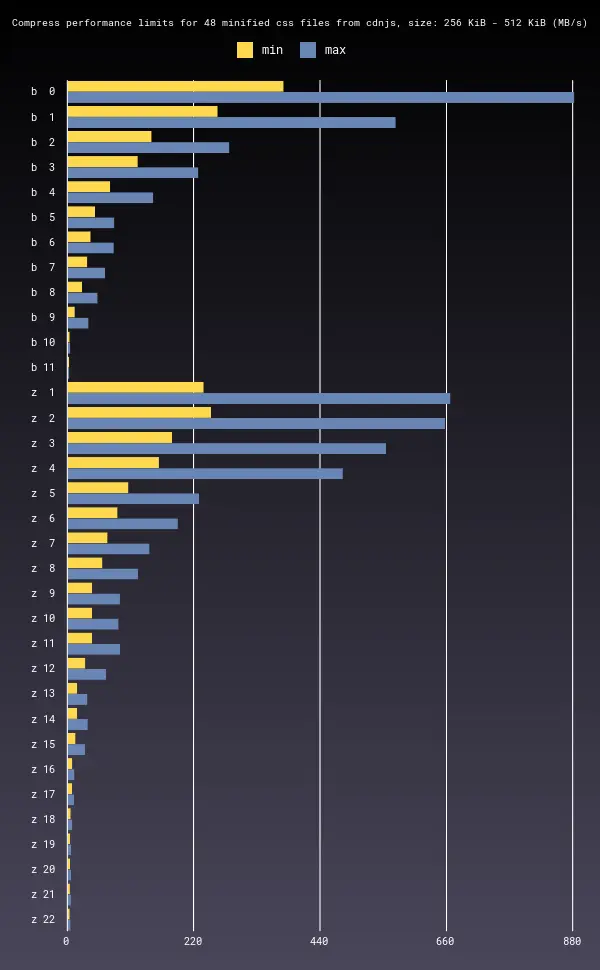 Compress performance limits for 48 minified css files from cdnjs, size: 256 KiB - 512 KiB (MB/s)
min max
b 0
b 1
b 2
b 3
b 4
b 5
b 6
b 7
b 8
b 9
b 10
b 11
z 1
z 2
z 3
z 4
z 5
z 6
z 7
z 8
z 9
z 10
z 11
z 12
z 13
z 14
z 15
z 16
z 17
z 18
z 19
z 20
z 21
z 22
0 220 440 660 880